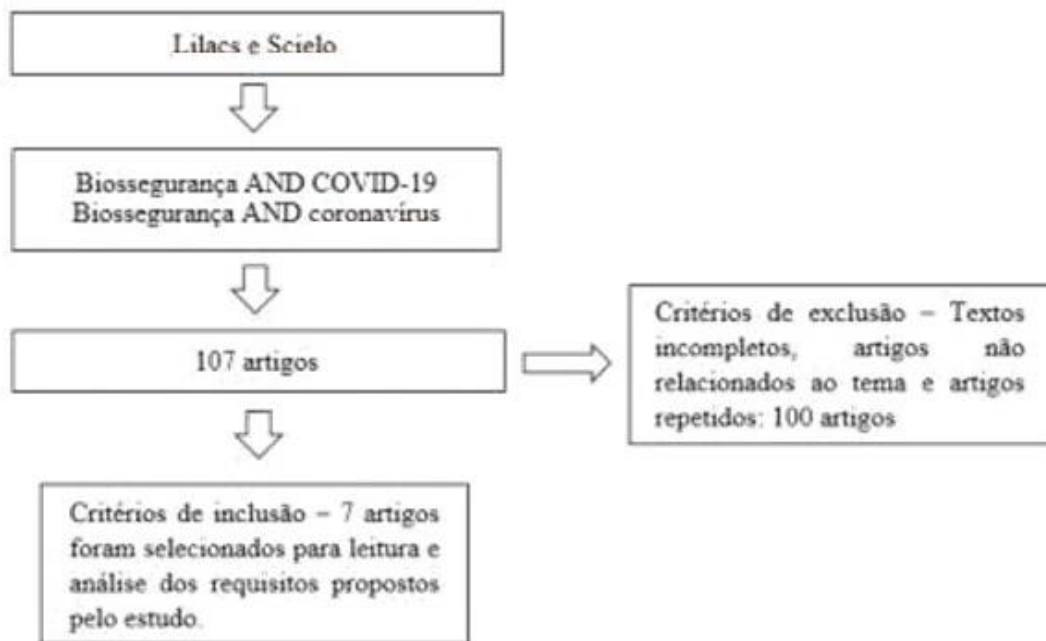 Lilacs e Scielo
Biossegurança AND COVID-19
Biossegurança AND coronavírus
107 artigos
Critérios de exclusão – Textos
incompletos, artigos não
relacionados ao tema e artigos
repetidos: 100 artigos
Critérios de inclusão – 7 artigos
foram selecionados para leitura e
análise dos requisitos propostos
pelo estudo.